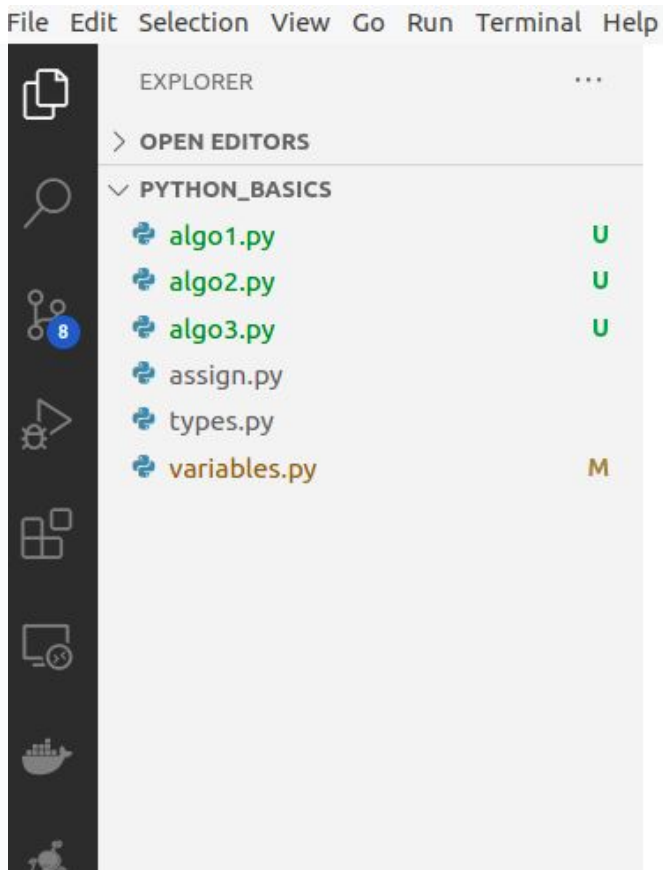 File Edit Selection View Go Run Terminal Help
EXPLORER ...
OPEN EDITORS
PYTHON_BASICS
algo1.py U
algo2.py U
algo3.py U
8
assign.py
types.py
variables.py M